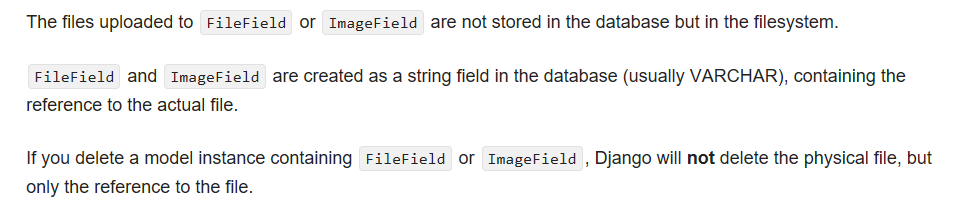 The files uploaded to FileField or ImageField are not stored in the database but in the filesystem.
FileField and ImageField are created as a string field in the database (usually VARCHAR), containing the
reference to the actual file.
If you delete a model instance containing FileField or ImageField, Django will not delete the physical file, but
only the reference to the file.